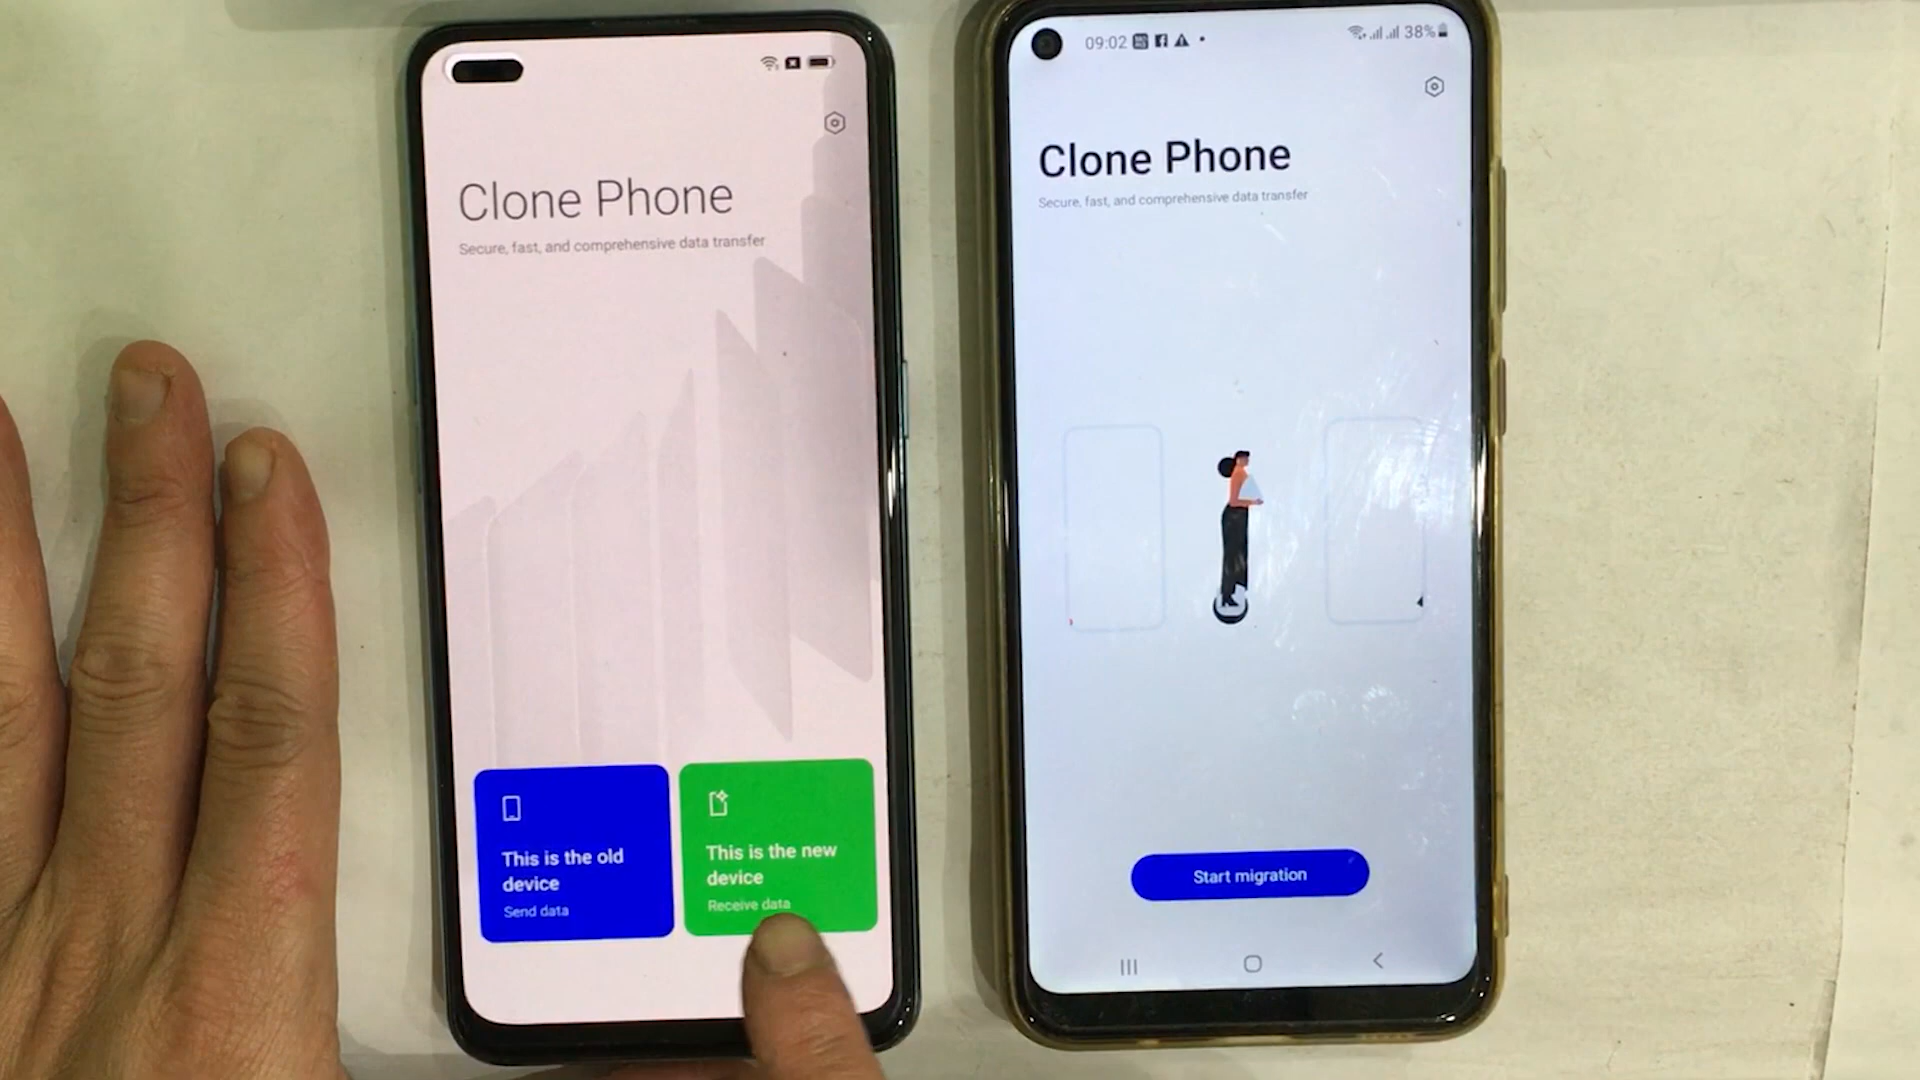 Clone Phone
Secure, fast, and comprehensive data transfer
This is the old
device
Send data
This is the new
device
Receive data
09:02
38%
Clone Phone
Secure, fast, and comprehensive data transfer
Start migration